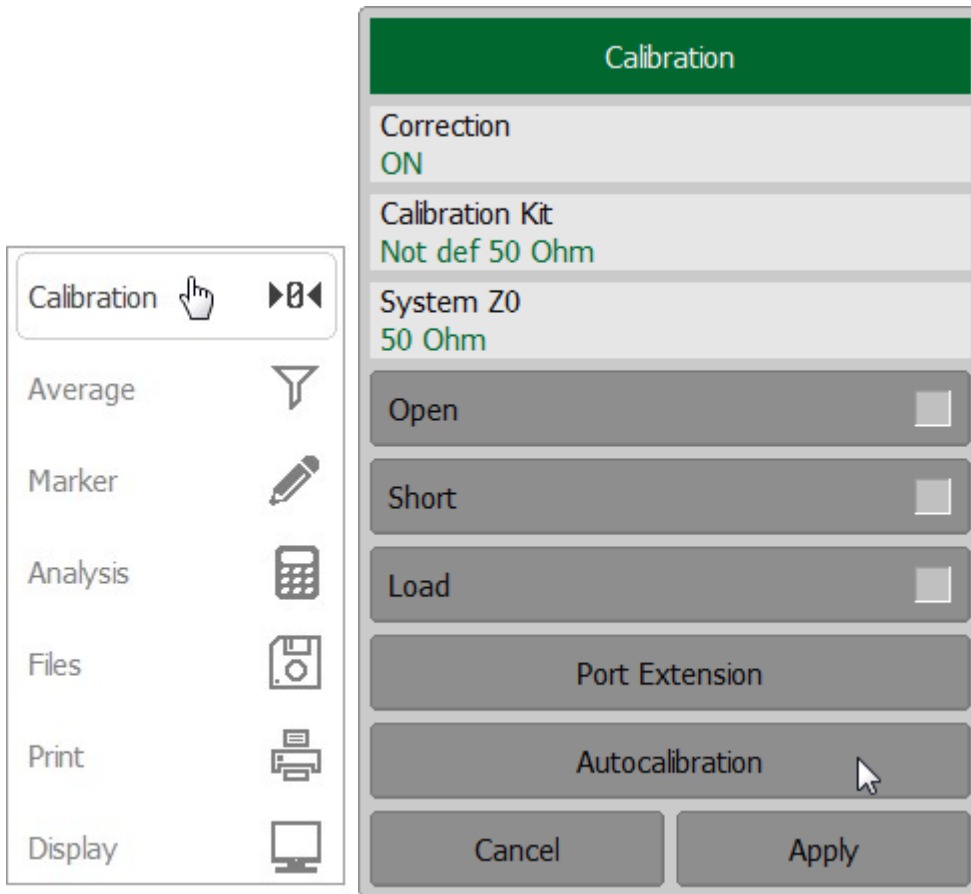 Calibration
Average
Marker
Analysis
Files
Print
Display
Calibration
Correction
ON
Calibration Kit
Not def 50 Ohm
System Z0
50 Ohm
Open
Short
Load
Port Extension
Autocalibration
Cancel
Apply